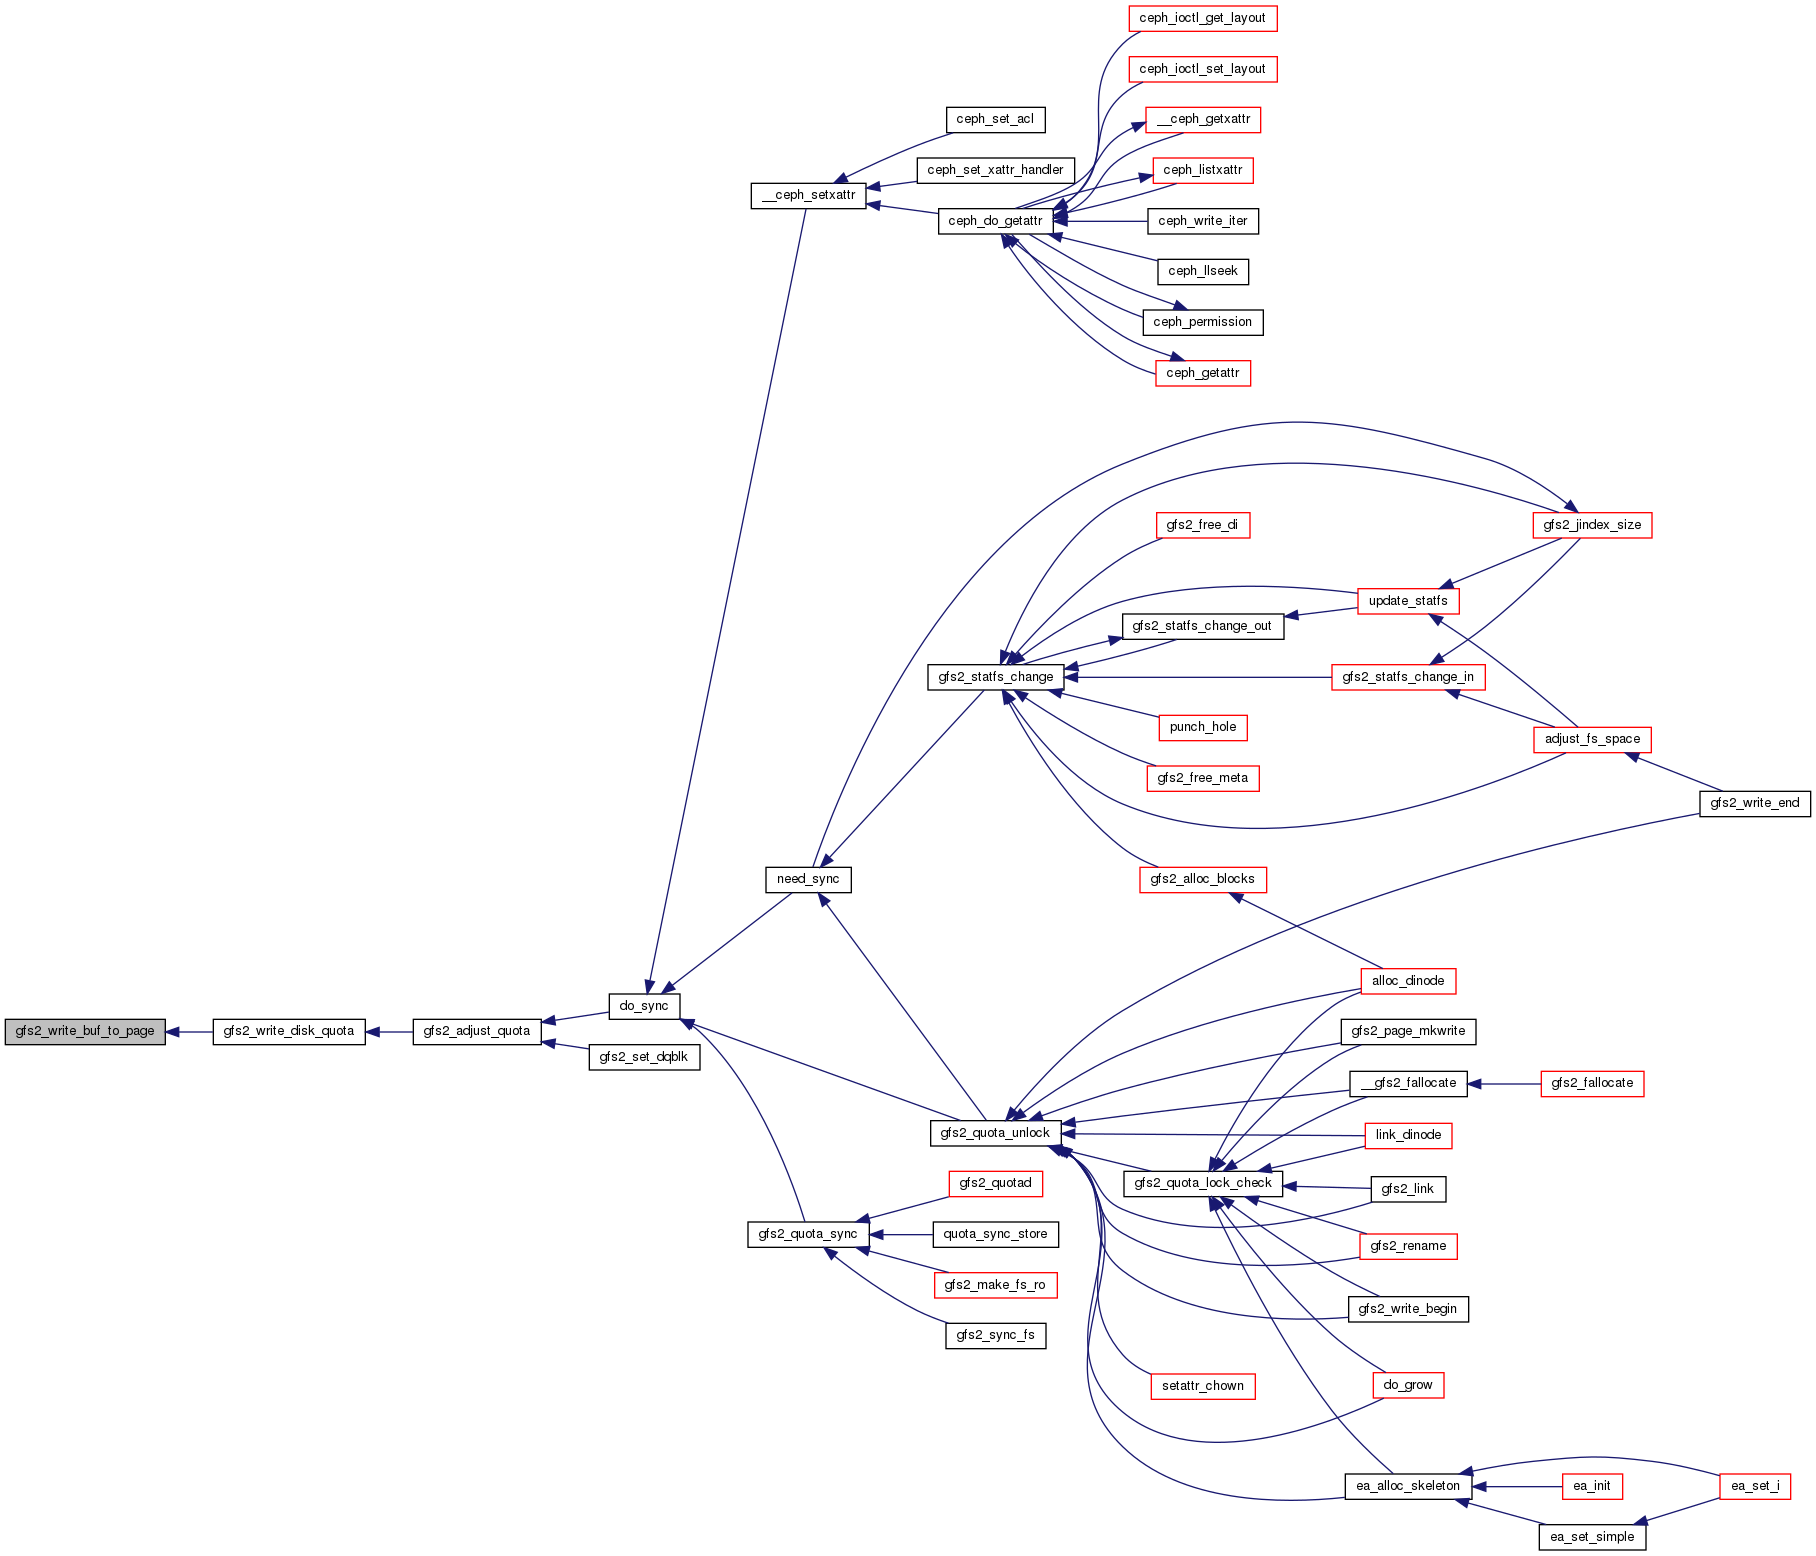 ceph_ioctl_get_layout
ceph_ioctl_set_layout
ceph_set_acl
__ceph_getxattr
ceph_set_xattr_handler
ceph_listxattr
__ceph_setxattr
ceph_do_getattr
ceph_write_iter
ceph_llseek
ceph_permission
ceph_getattr
gfs2_free_di
gfs2_jindex_size
update_statfs
gfs2_statfs_change_out
gfs2_statfs_change
gfs2_statfs_change_in
punch_hole
adjust_fs_space
gfs2_free_meta
gfs2_write_end
need_sync
gfs2_alloc_blocks
alloc_dinode
do_sync
gfs2_write_buf_to_page
gfs2_write_disk_quota
gfs2_adjust_quota
gfs2_page_mkwrite
gfs2_set_dqblk
__gfs2_fallocate
gfs2_fallocate
gfs2_quota_unlock
link_dinode
gfs2_quotad
gfs2_quota_lock_check
gfs2_link
gfs2_quota_sync
quota_sync_store
gfs2_rename
gfs2_make_fs_ro
gfs2_write_begin
gfs2_sync_fs
setattr_chown
do_grow
ea_alloc_skeleton
ea_init
ea_set_i
ea_set_simple